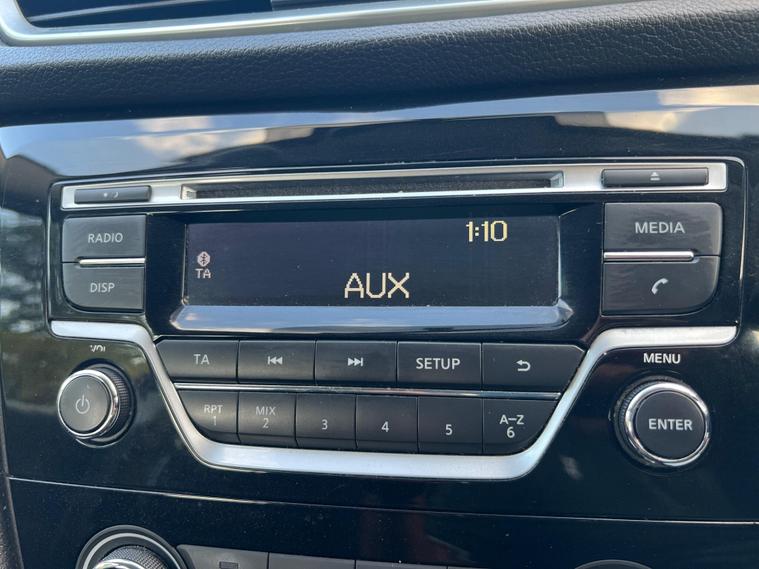 RADIO
DISP
1:10
TA
AUX
MEDIA
VOL
TA
SETUP
MENU
RPT
1
MIX
2
3
4
5
A–Z
6
ENTER